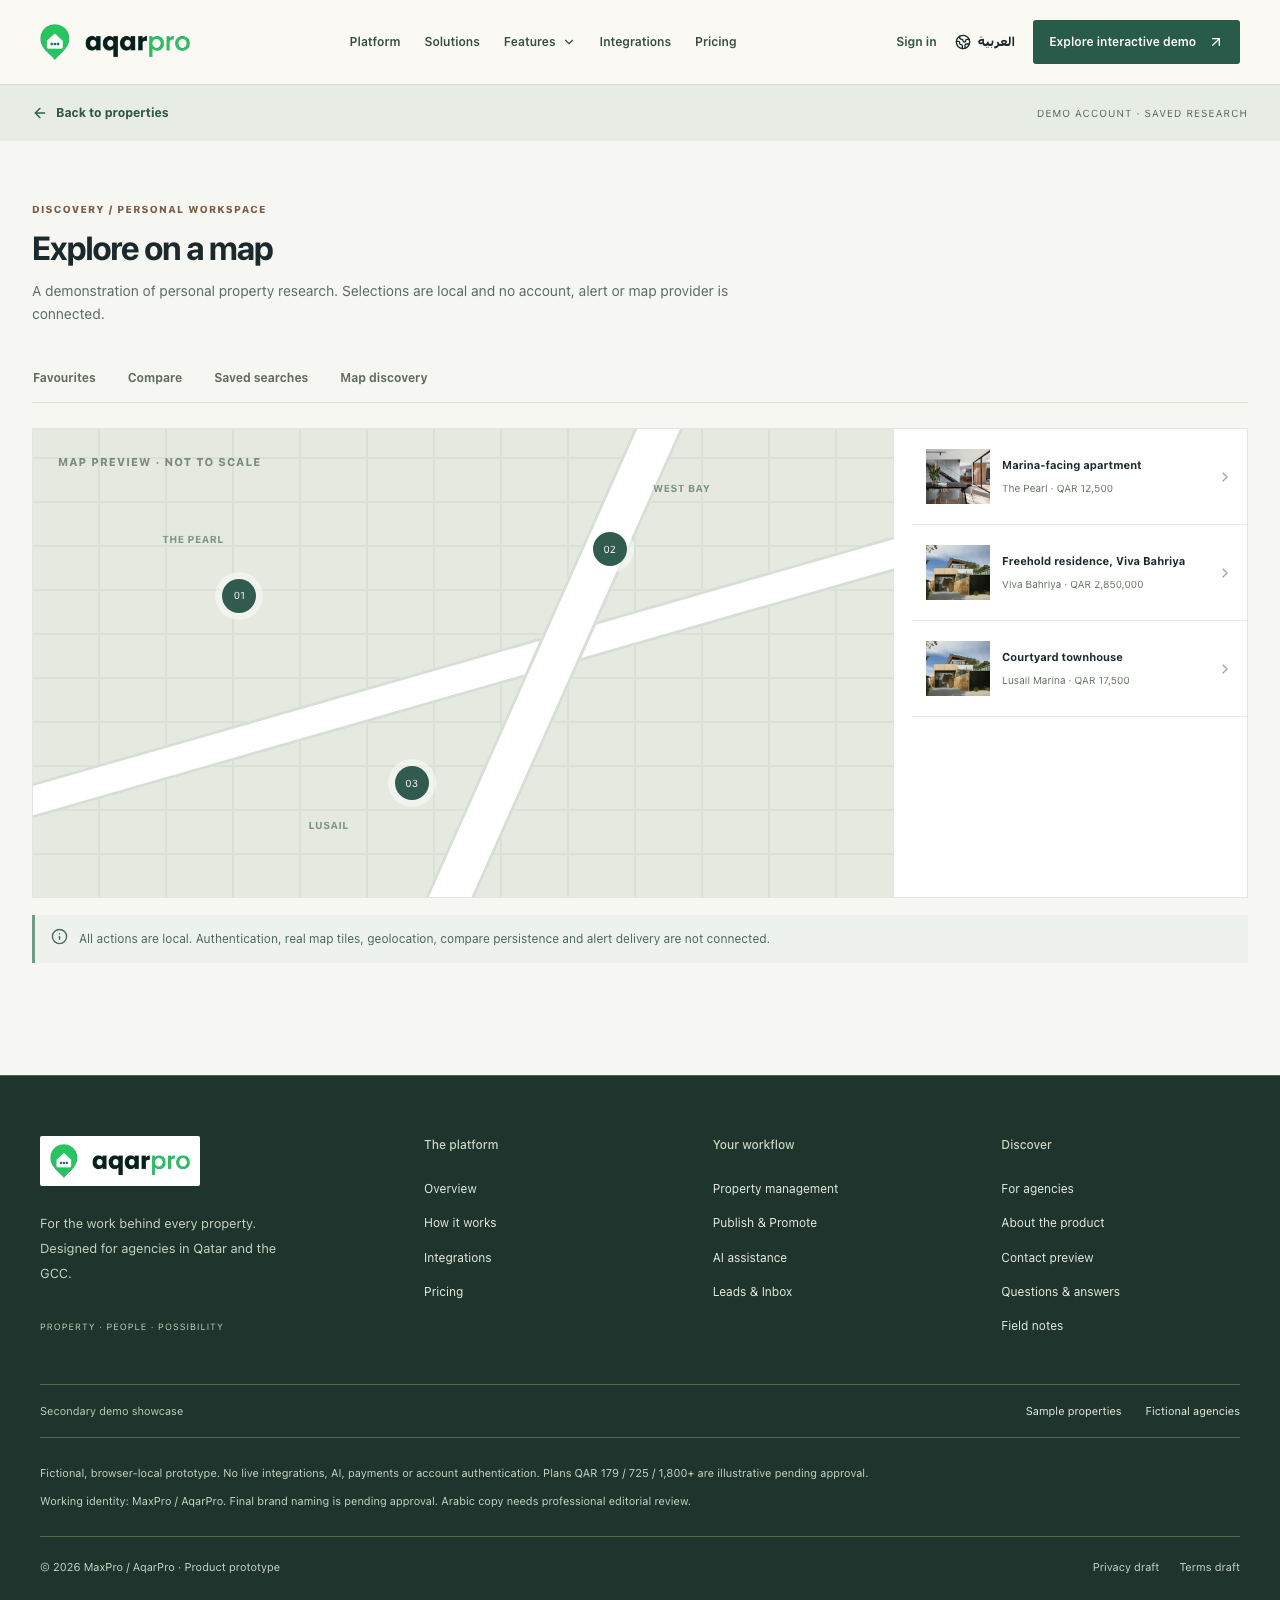 aqarpro
Platform
Solutions
Features
Integrations
Pricing
Sign in
العربية
Explore interactive demo
Back to properties
DEMO ACCOUNT · SAVED RESEARCH
DISCOVERY / PERSONAL WORKSPACE
Explore on a map
A demonstration of personal property research. Selections are local and no account, alert or map provider is
connected.
Favourites
Compare
Saved searches
Map discovery
MAP PREVIEW · NOT TO SCALE
WEST BAY
THE PEARL
02
01
03
LUSAIL
Marina-facing apartment
The Pearl · QAR 12,500
Freehold residence, Viva Bahriya
Viva Bahriya · QAR 2,850,000
Courtyard townhouse
Lusail Marina · QAR 17,500
All actions are local. Authentication, real map tiles, geolocation, compare persistence and alert delivery are not connected.
aqarpro
For the work behind every property.
Designed for agencies in Qatar and the
GCC.
PROPERTY · PEOPLE · POSSIBILITY
The platform
Overview
How it works
Integrations
Pricing
Your workflow
Property management
Publish & Promote
AI assistance
Leads & Inbox
Discover
For agencies
About the product
Contact preview
Questions & answers
Field notes
Secondary demo showcase
Sample properties
Fictional agencies
Fictional, browser-local prototype. No live integrations, AI, payments or account authentication. Plans QAR 179 / 725 / 1,800+ are illustrative pending approval.
Working identity: MaxPro / AqarPro. Final brand naming is pending approval. Arabic copy needs professional editorial review.
© 2026 MaxPro / AqarPro · Product prototype
Privacy draft
Terms draft